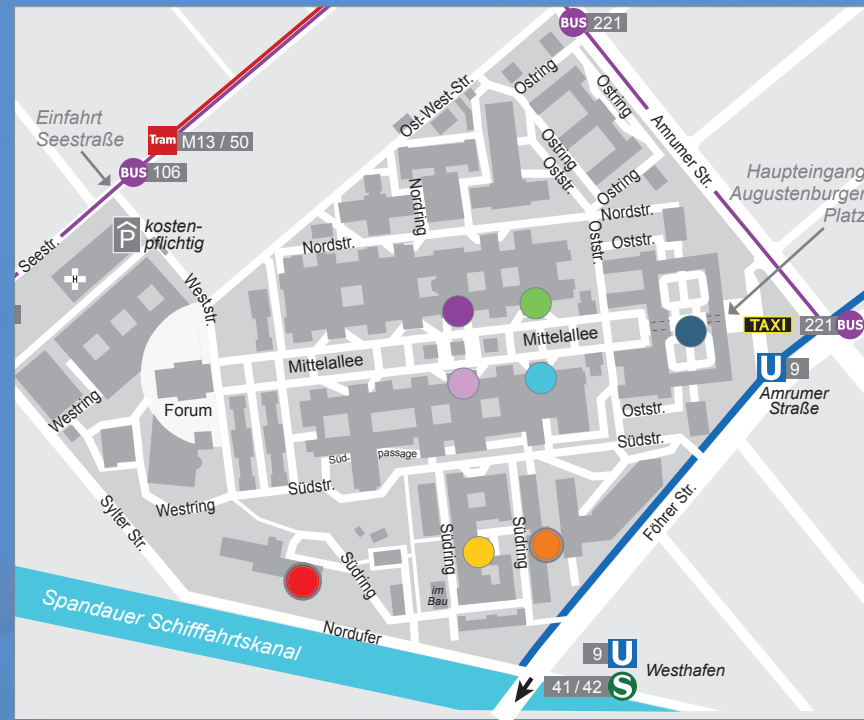 BUS 221
Ostring
Ostring
Ost-West-Str.
Einfahrt
Seestraße
Tram M13 / 50
BUS 106
Amrumer Str.
Ostring
Oststr.
Haupteingang
Augustenburger
Platz
Ostring
Nordring
Nordstr.
P
kosten-
pflichtig
Nordstr.
Oststr.
Oststr.
Seestr.
H
Weststr.
TAXI
221 BUS
Mittelallee
Mittelallee
U 9
Amrumer
Straße
Westring
Forum
Oststr.
Südstr.
Süd-
passage
Südstr.
Westring
Sylter Str.
Föhrer Str.
Südring
Südring
Südring
im
Bau
Spandauer Schifffahrtskanal
Nordufer
9 U
Westhafen
41 / 42 S